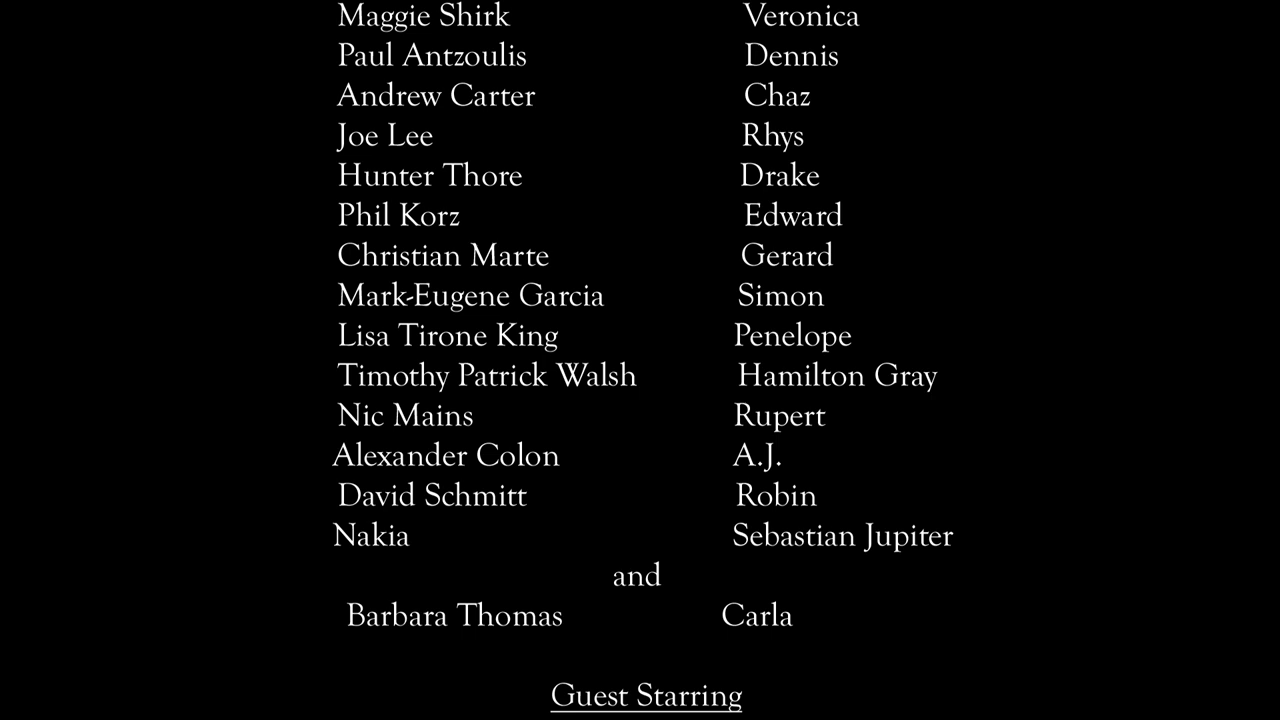 Maggie Shirk Veronica
Paul Antzoulis Dennis
Andrew Carter Chaz
Joe Lee Rhys
Hunter Thore Drake
Phil Korz Edward
Christian Marte Gerard
Mark-Eugene Garcia Simon
Lisa Tirone King Penelope
Timothy Patrick Walsh Hamilton Gray
Nic Mains Rupert
Alexander Colon A.J.
David Schmitt Robin
Nakia Sebastian Jupiter
and
Barbara Thomas Carla
Guest Starring